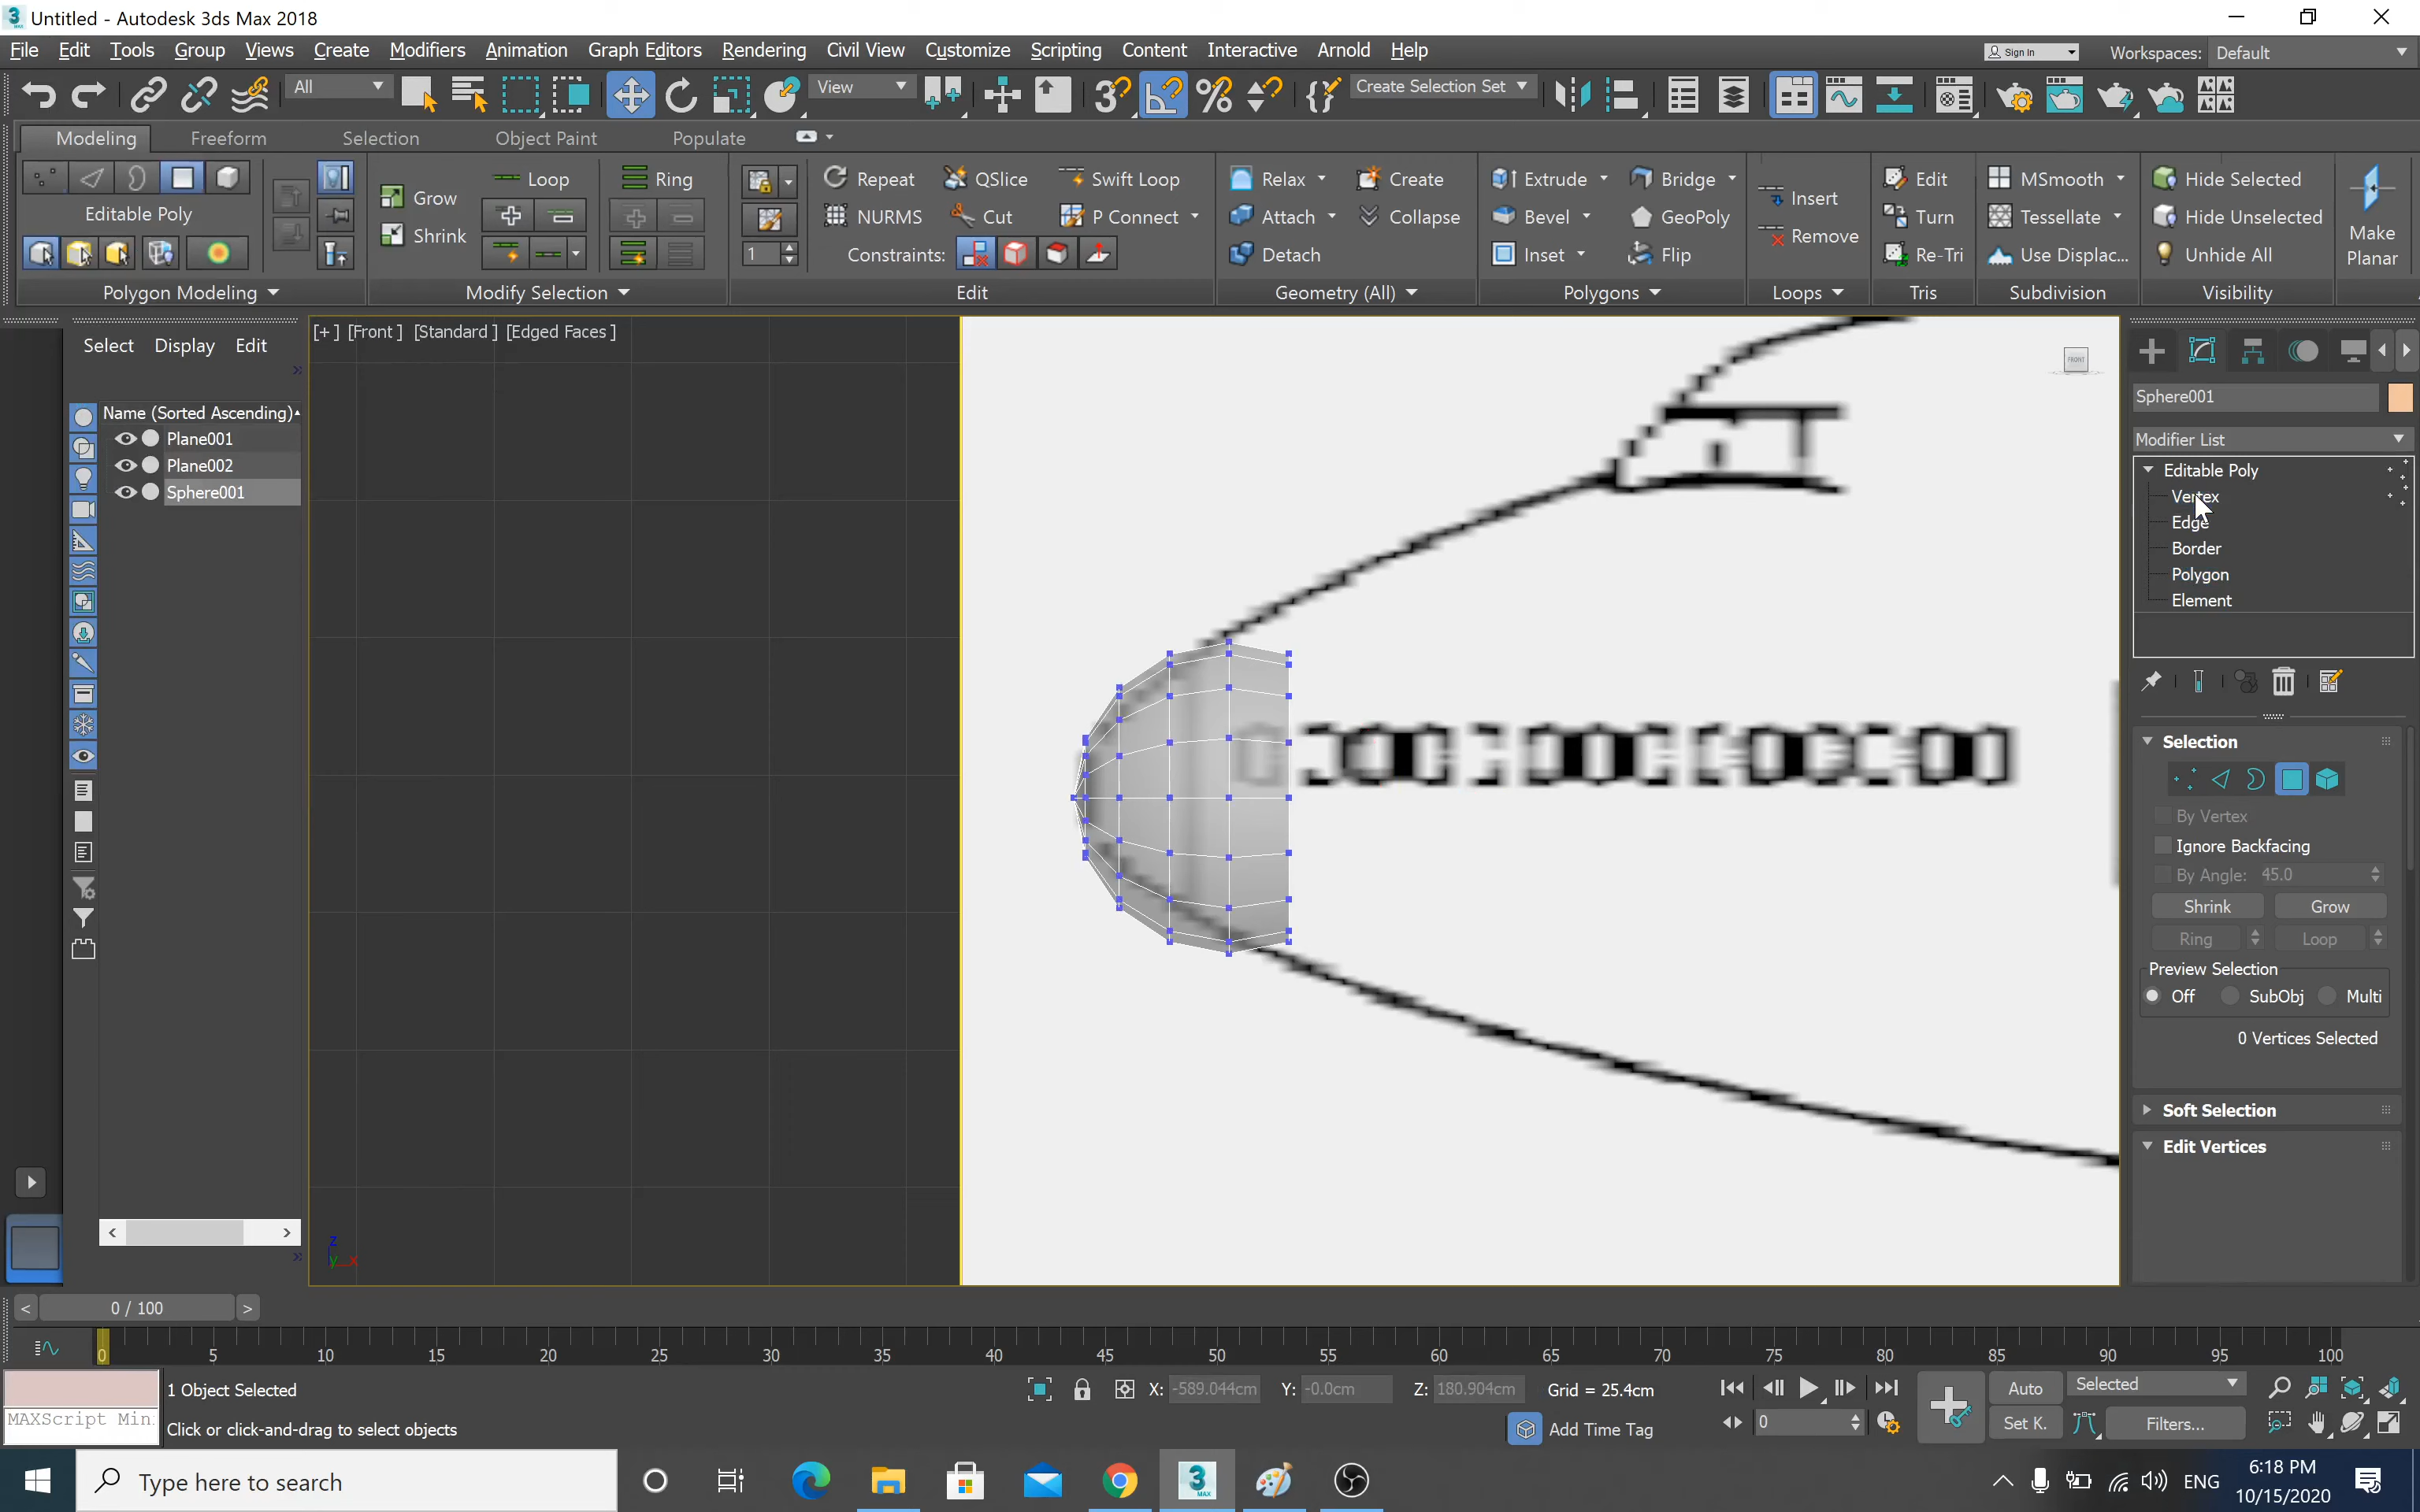 Untitled - Autodesk 3ds Max 2018
File Edit Tools Group Views Create Modifiers Animation Graph Editors Rendering Civil View Customize Scripting Content Interactive Arnold Help
Sign In
Workspaces: Default
All
View
Create Selection Set
Modeling Freeform Selection Object Paint Populate
Editable Poly
Polygon Modeling
Grow
Shrink
Loop
Ring
Modify Selection
1
Repeat QSlice Swift Loop
NURMS Cut P Connect
Constraints:
Edit
Relax Create
Attach Collapse
Detach
Geometry (All)
Extrude Bridge
Bevel GeoPoly
Inset Flip
Polygons
Insert
Remove
Loops
Edit
Turn
Re-Tri
Tris
MSmooth
Tessellate
Use Displac...
Subdivision
Hide Selected
Hide Unselected
Unhide All
Visibility
Make
Planar
Select Display Edit
Name (Sorted Ascending)
Plane001
Plane002
Sphere001
[+] [Front] [Standard] [Edged Faces]
FRONT
z
y x
Sphere001
Modifier List
Editable Poly
Vertex
Edge
Border
Polygon
Element
Selection
By Vertex
Ignore Backfacing
By Angle: 45.0
Shrink Grow
Ring Loop
Preview Selection
Off SubObj Multi
0 Vertices Selected
Soft Selection
Edit Vertices
< 0 / 100 >
0 5 10 15 20 25 30 35 40 45 50 55 60 65 70 75 80 85 90 95 100
1 Object Selected
MAXScript Min
Click or click-and-drag to select objects
X: -589.044cm Y: -0.0cm Z: 180.904cm Grid = 25.4cm
Add Time Tag
0
Auto Selected
Set K. Filters...
Type here to search
ENG
6:18 PM
10/15/2020